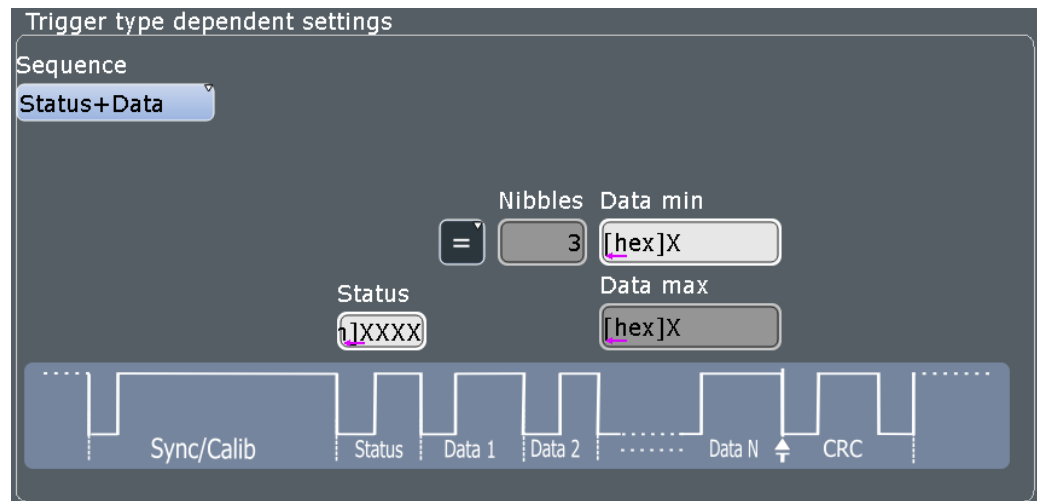 Trigger type dependent settings
Sequence
Status+Data
Nibbles Data min
= 3 [hex]X
Status Data max
]XXXX [hex]X
Sync/Calib Status Data 1 Data 2 ....... Data N CRC